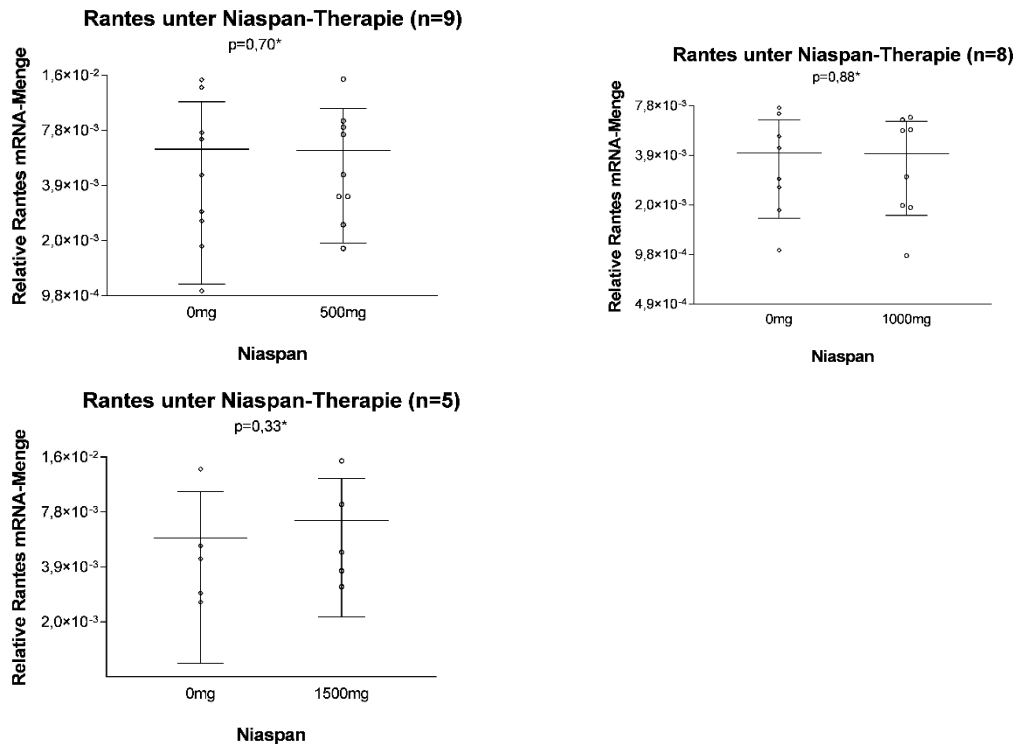 Rantes unter Niaspan-Therapie (n=9)
p=0,70*
Relative Rantes mRNA-Menge
1,6×10⁻²
7,8×10⁻³
3,9×10⁻³
2,0×10⁻³
9,8×10⁻⁴
0mg 500mg
Niaspan
Rantes unter Niaspan-Therapie (n=8)
p=0,88*
Relative Rantes mRNA-Menge
7,8×10⁻³
3,9×10⁻³
2,0×10⁻³
9,8×10⁻⁴
4,9×10⁻⁴
0mg 1000mg
Niaspan
Rantes unter Niaspan-Therapie (n=5)
p=0,33*
Relative Rantes mRNA-Menge
1,6×10⁻²
7,8×10⁻³
3,9×10⁻³
2,0×10⁻³
0mg 1500mg
Niaspan